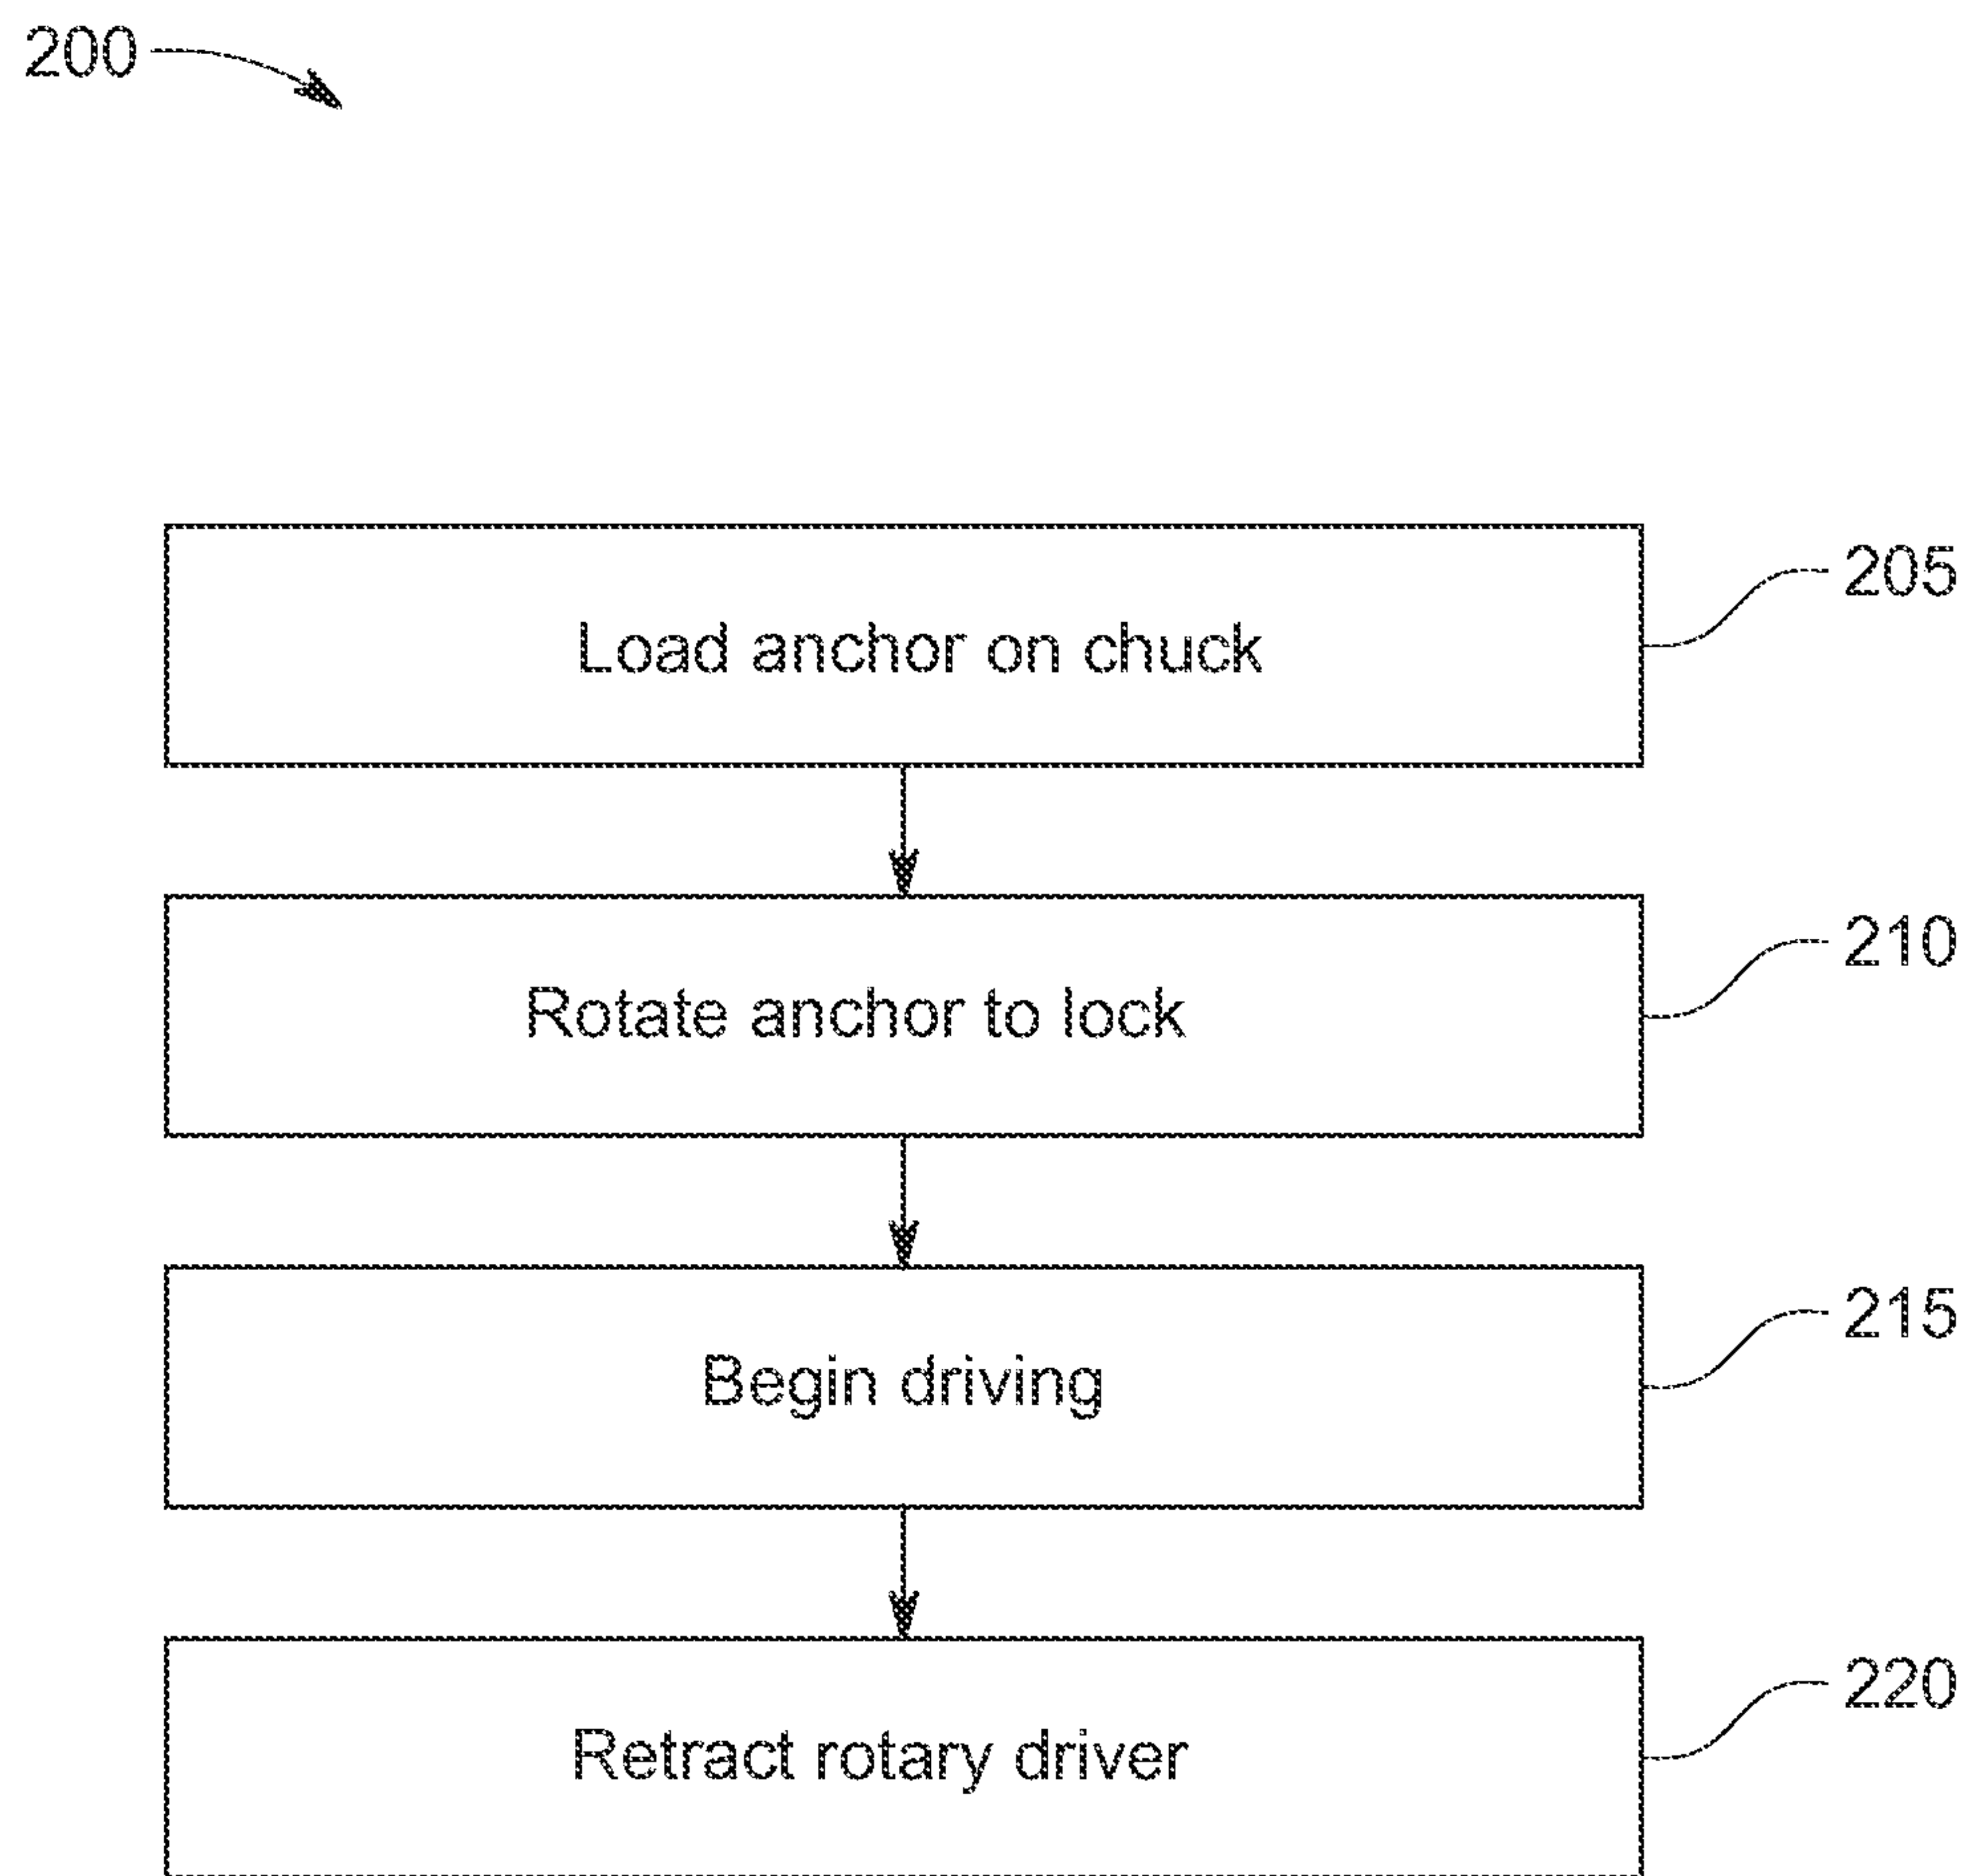 200
Load anchor on chuck
205
Rotate anchor to lock
210
Begin driving
215
Retract rotary driver
220